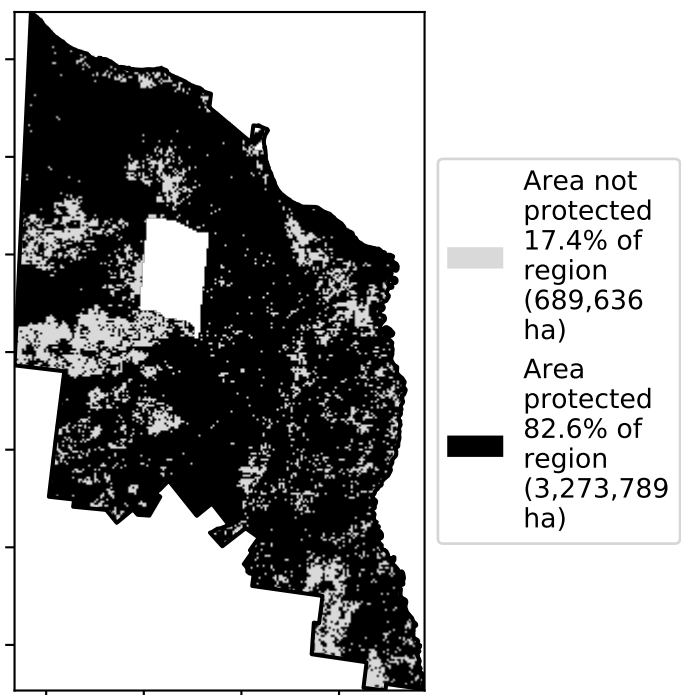 Area not
protected
17.4% of
region
(689,636
ha)
Area
protected
82.6% of
region
(3,273,789
ha)